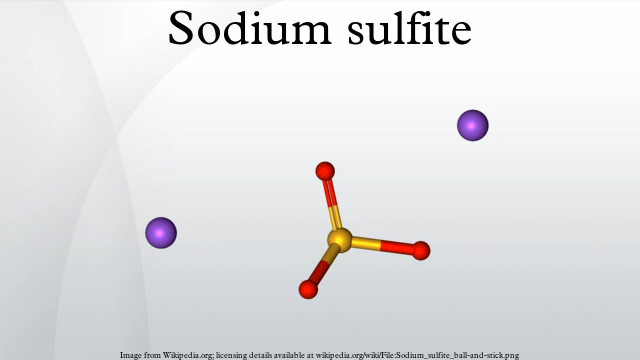 Sodium sulfite
Image from Wikipedia.org; licensing details available at wikipedia.org/wiki/File:Sodium_sulfite_ball-and-stick.png